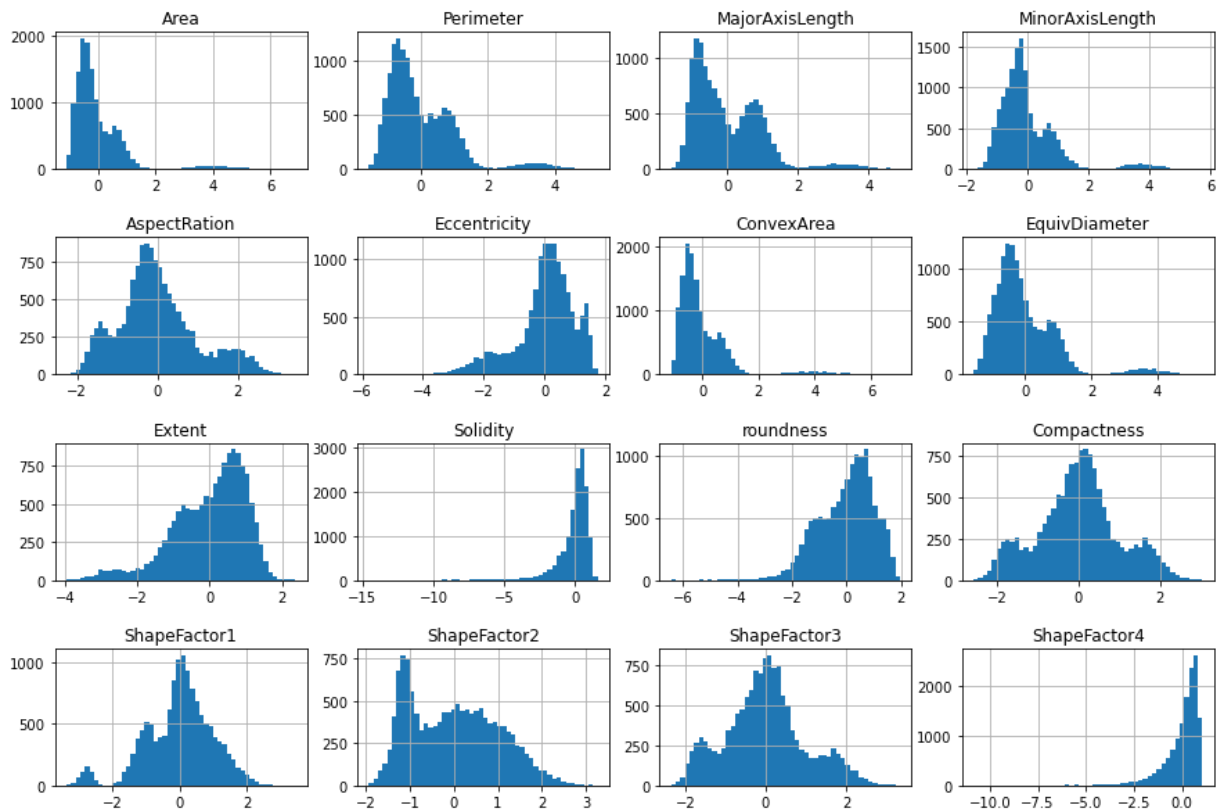 Area Perimeter MajorAxisLength MinorAxisLength
2000 1000 0
0 2 4 6
1000 500 0
0 2 4
1000 500 0
0 2 4
1500 1000 500 0
−2 0 2 4 6
AspectRation Eccentricity ConvexArea EquivDiameter
750 500 250 0
−2 0 2
1000 500 0
−6 −4 −2 0 2
2000 1000 0
0 2 4 6
1000 500 0
0 2 4
Extent Solidity roundness Compactness
750 500 250 0
−4 −2 0 2
3000 2000 1000 0
−15 −10 −5 0
1000 500 0
−6 −4 −2 0 2
750 500 250 0
−2 0 2
ShapeFactor1 ShapeFactor2 ShapeFactor3 ShapeFactor4
1000 500 0
−2 0 2
750 500 250 0
−2 −1 0 1 2 3
750 500 250 0
−2 0 2
2000 1000 0
−10.0 −7.5 −5.0 −2.5 0.0